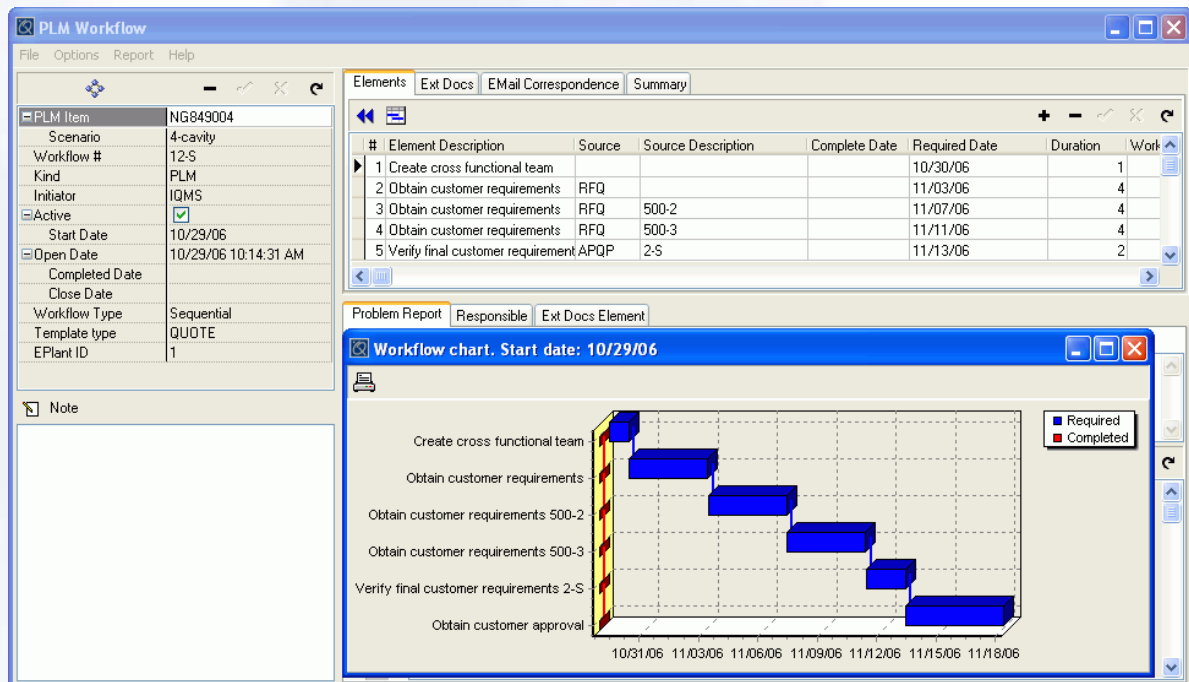 PLM Workflow
File Options Report Help
PLM Item NG849004
Scenario 4-cavity
Workflow # 12-S
Kind PLM
Initiator IQMS
Active
Start Date 10/29/06
Open Date 10/29/06 10:14:31 AM
Completed Date
Close Date
Workflow Type Sequential
Template type QUOTE
EPlant ID 1
Note
Elements Ext Docs EMail Correspondence Summary
# Element Description Source Source Description Complete Date Required Date Duration Work
1 Create cross functional team 10/30/06 1
2 Obtain customer requirements RFQ 11/03/06 4
3 Obtain customer requirements RFQ 500-2 11/07/06 4
4 Obtain customer requirements RFQ 500-3 11/11/06 4
5 Verify final customer requirement APQP 2-S 11/13/06 2
Problem Report Responsible Ext Docs Element
Workflow chart. Start date: 10/29/06
Required
Completed
Create cross functional team
Obtain customer requirements
Obtain customer requirements 500-2
Obtain customer requirements 500-3
Verify final customer requirements 2-S
Obtain customer approval
10/31/06 11/03/06 11/06/06 11/09/06 11/12/06 11/15/06 11/18/06